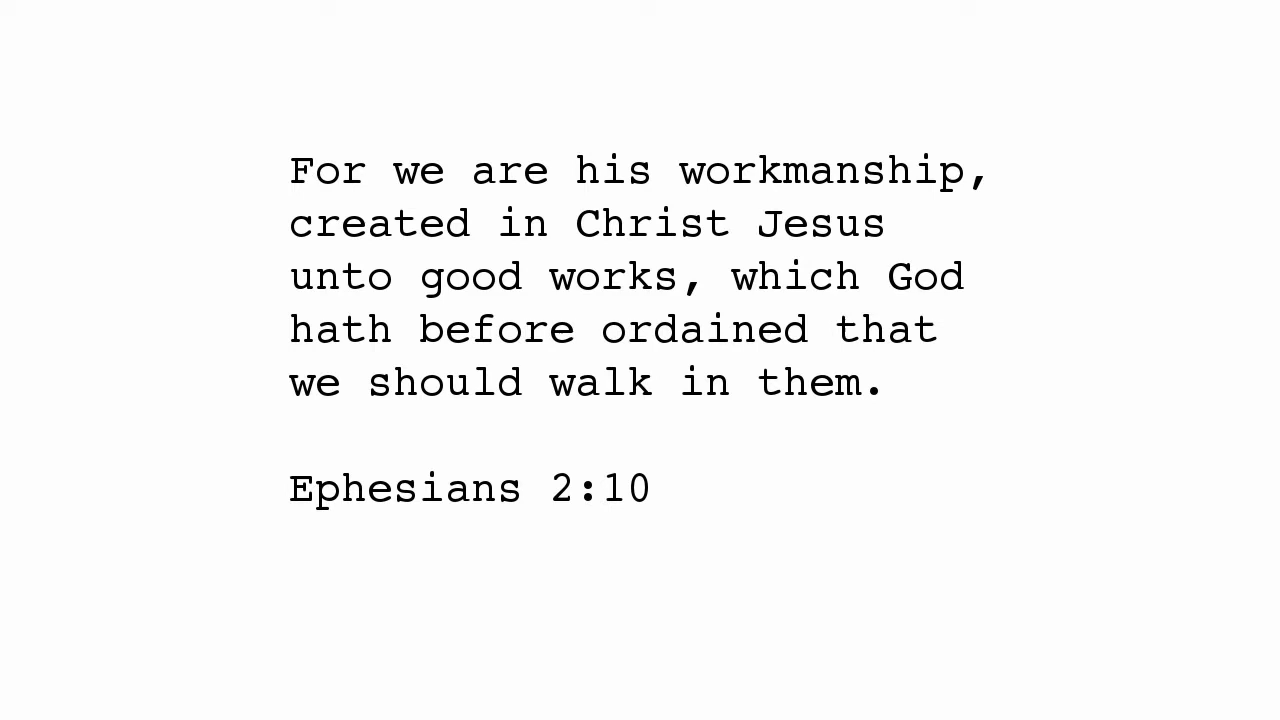 For we are his workmanship,
created in Christ Jesus
unto good works, which God
hath before ordained that
we should walk in them.
Ephesians 2:10